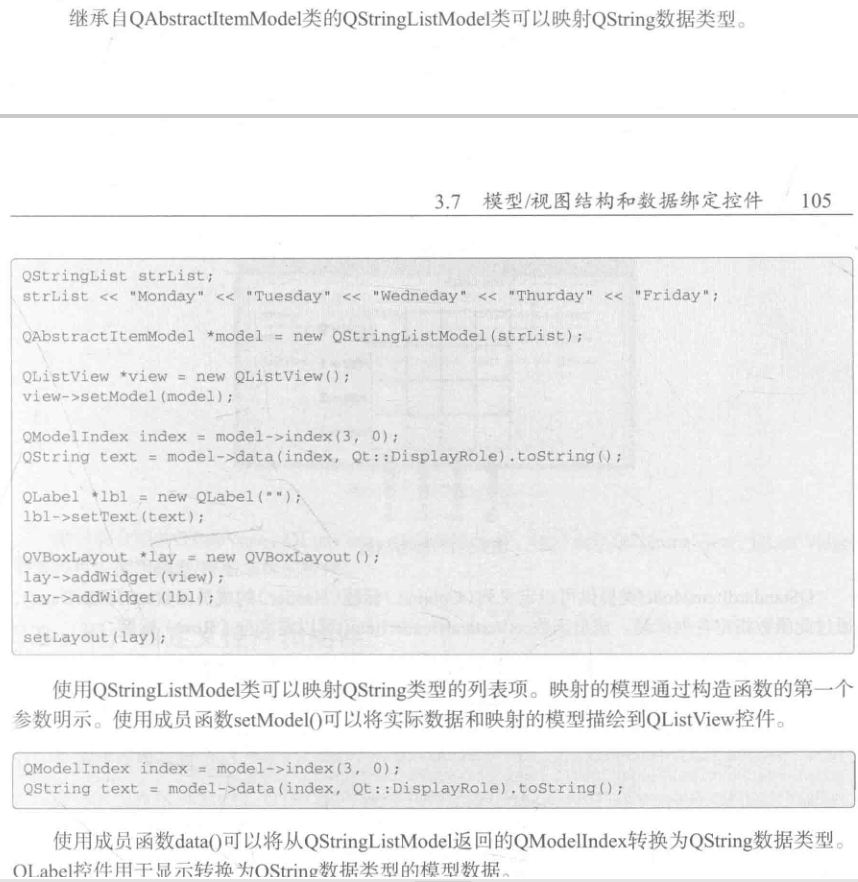 继承自QAbstractItemModel类的QStringListModel类可以映射QString数据类型。
3.7 模型/视图结构和数据绑定控件 105
QStringList strList;
strList << "Monday" << "Tuesday" << "Wedneday" << "Thurday" << "Friday";
QAbstractItemModel *model = new QStringListModel(strList);
QListView *view = new QListView();
view->setModel(model);
QModelIndex index = model->index(3, 0);
QString text = model->data(index, Qt::DisplayRole).toString();
QLabel *lbl = new QLabel("");
lbl->setText(text);
QVBoxLayout *lay = new QVBoxLayout();
lay->addWidget(view);
lay->addWidget(lbl);
setLayout(lay);
使用QStringListModel类可以映射QString类型的列表项。映射的模型通过构造函数的第一个
参数明示。使用成员函数setModel()可以将实际数据和映射的模型描绘到QListView控件。
QModelIndex index = model->index(3, 0);
QString text = model->data(index, Qt::DisplayRole).toString();
使用成员函数data()可以将从QStringListModel返回的QModelIndex转换为QString数据类型。
QLabel控件用于显示转换为QString数据类型的模型数据。